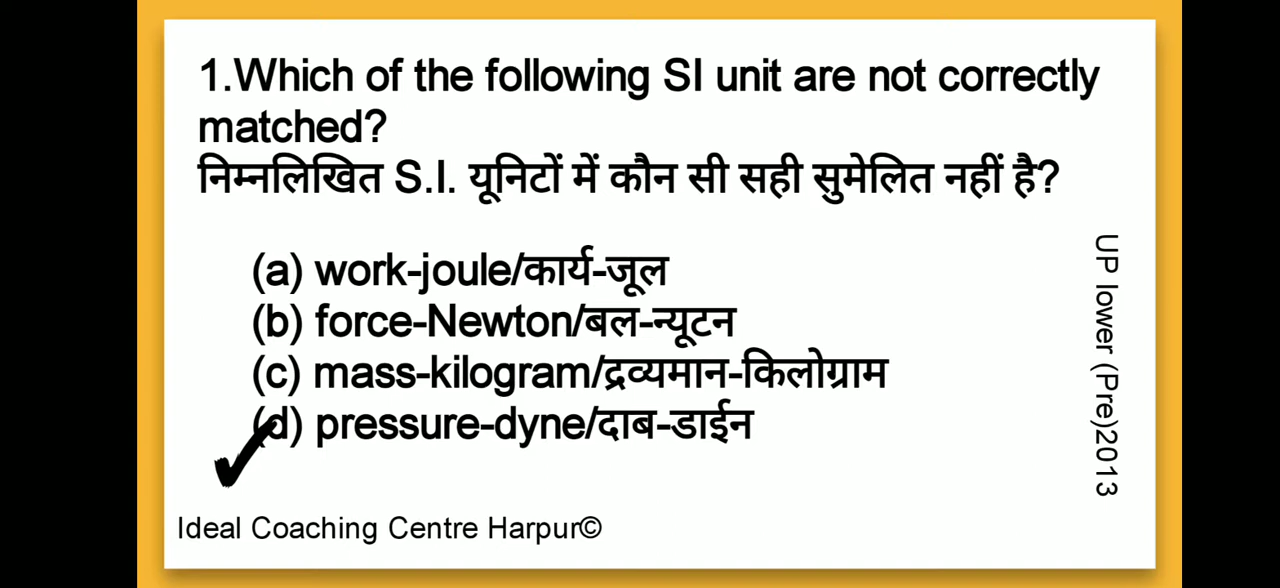 1.Which of the following SI unit are not correctly
matched?
निम्नलिखित S.I. यूनिटों में कौन सी सही सुमेलित नहीं है?
(a) work-joule/कार्य-जूल
(b) force-Newton/बल-न्यूटन
(c) mass-kilogram/द्रव्यमान-किलोग्राम
(d) pressure-dyne/दाब-डाईन
UP lower (Pre)2013
Ideal Coaching Centre Harpur©